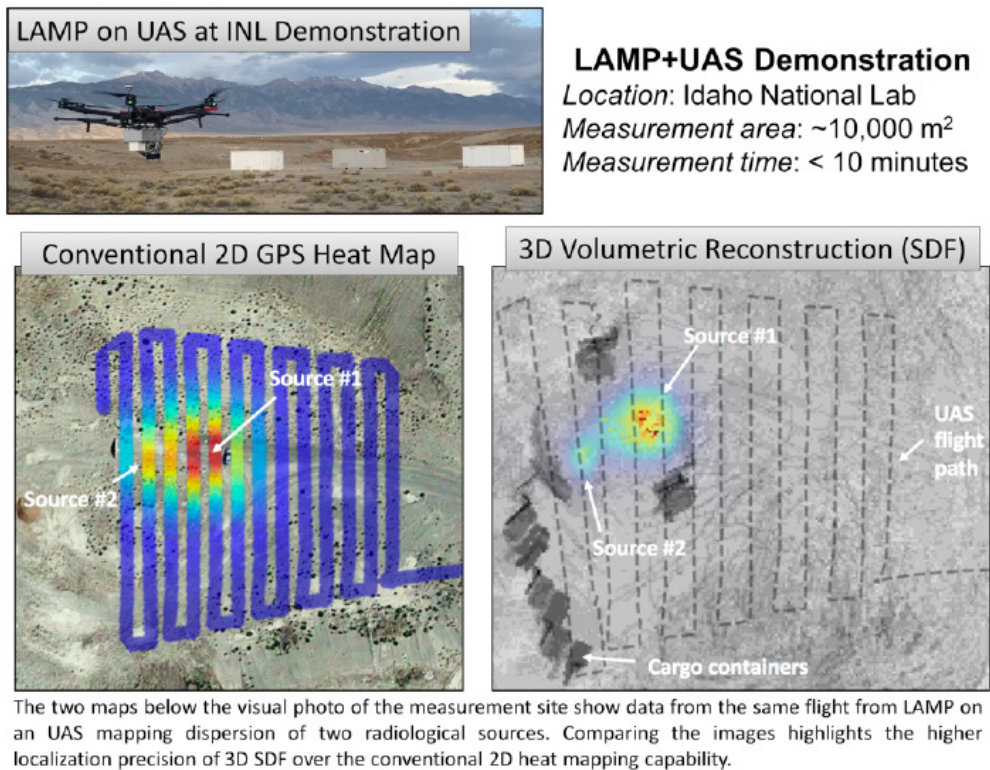 LAMP on UAS at INL Demonstration
LAMP+UAS Demonstration
Location: Idaho National Lab
Measurement area: ~10,000 m²
Measurement time: < 10 minutes
Conventional 2D GPS Heat Map
Source #1
Source #2
3D Volumetric Reconstruction (SDF)
Source #1
UAS
flight
path
Source #2
Cargo containers
The two maps below the visual photo of the measurement site show data from the same flight from LAMP on
an UAS mapping dispersion of two radiological sources. Comparing the images highlights the higher
localization precision of 3D SDF over the conventional 2D heat mapping capability.